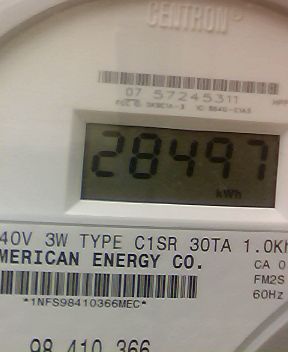 CENTRON®
07 57245311
28497
kWh
40V 3W TYPE C1SR 30TA 1.0Kh
MERICAN ENERGY CO.
CA 0
FM2S
60Hz
*1NFS98410366MEC*
98 410 366